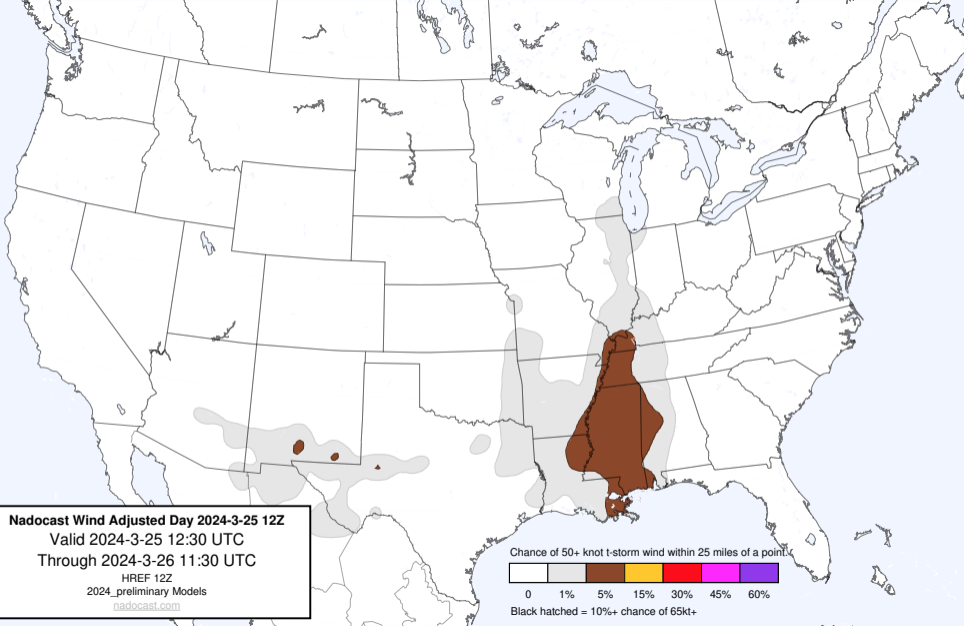 Nadocast Wind Adjusted Day 2024-3-25 12Z
Valid 2024-3-25 12:30 UTC
Through 2024-3-26 11:30 UTC
HREF 12Z
2024_preliminary Models
nadocast.com
Chance of 50+ knot t-storm wind within 25 miles of a point.
0 1% 5% 15% 30% 45% 60%
Black hatched = 10%+ chance of 65kt+